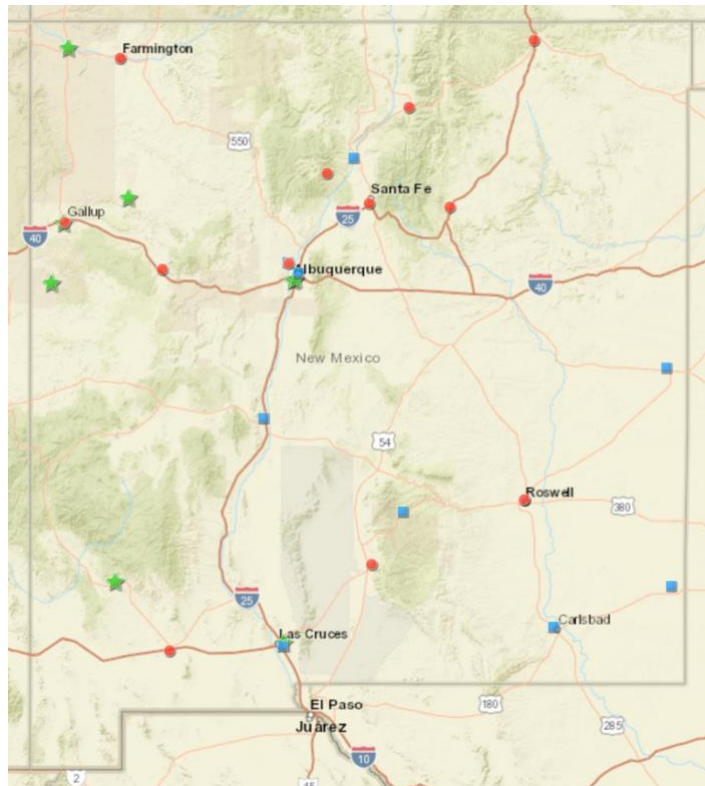 Farmington
550
Santa Fe
Gallup
25
40
Albuquerque
40
New Mexico
54
Roswell
380
25
Carlsbad
Las Cruces
El Paso
180
Juárez
285
10
2
45